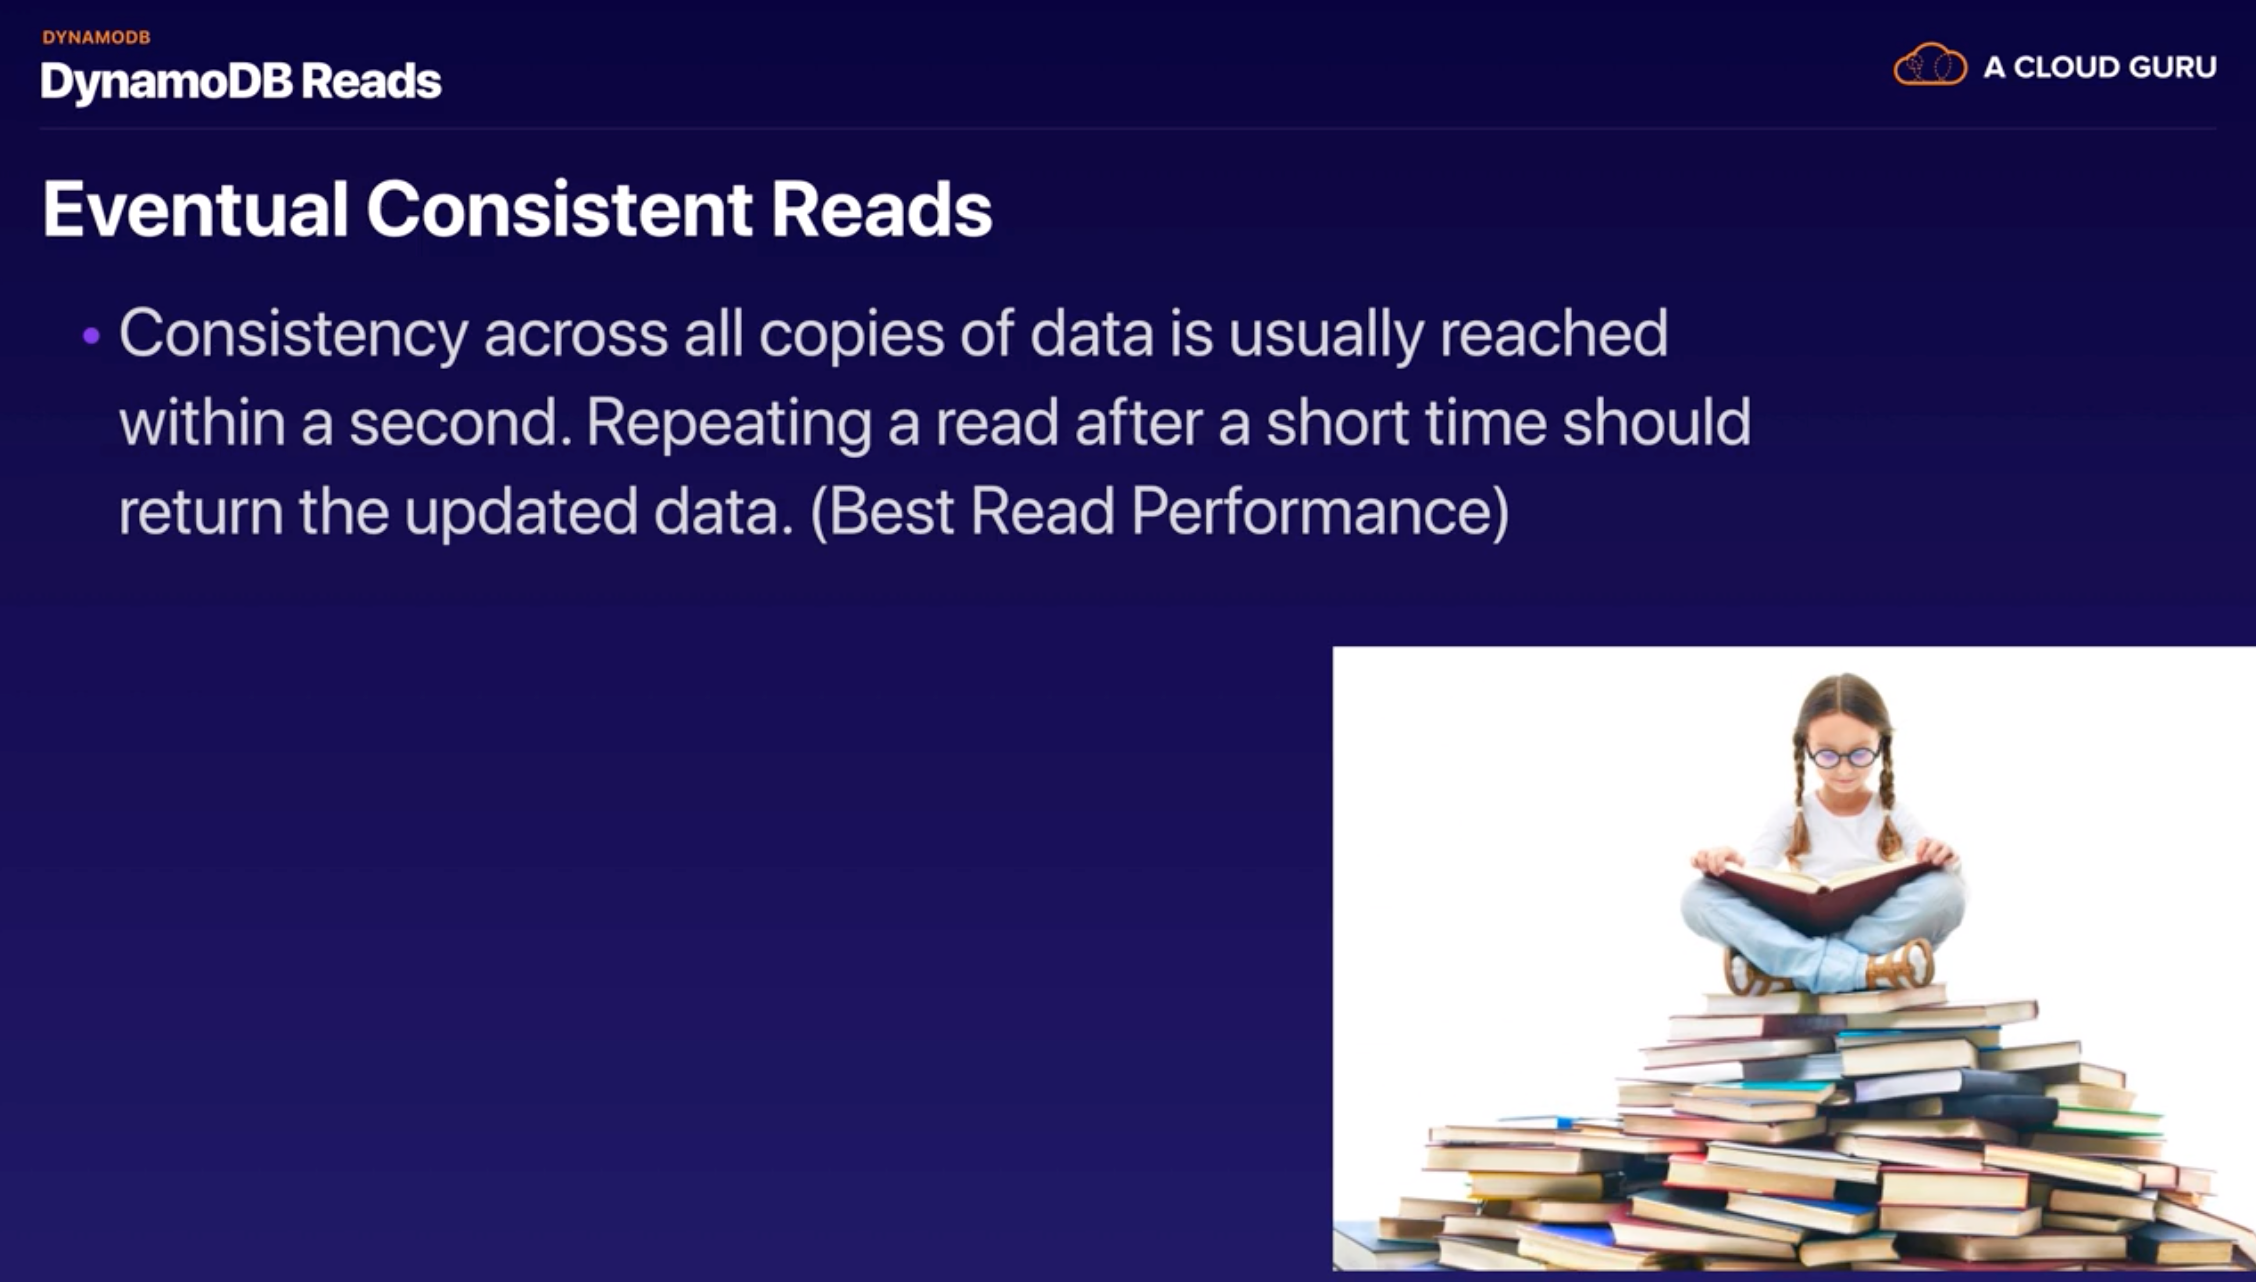 DYNAMODB
DynamoDB Reads
A CLOUD GURU
Eventual Consistent Reads
• Consistency across all copies of data is usually reached
within a second. Repeating a read after a short time should
return the updated data. (Best Read Performance)